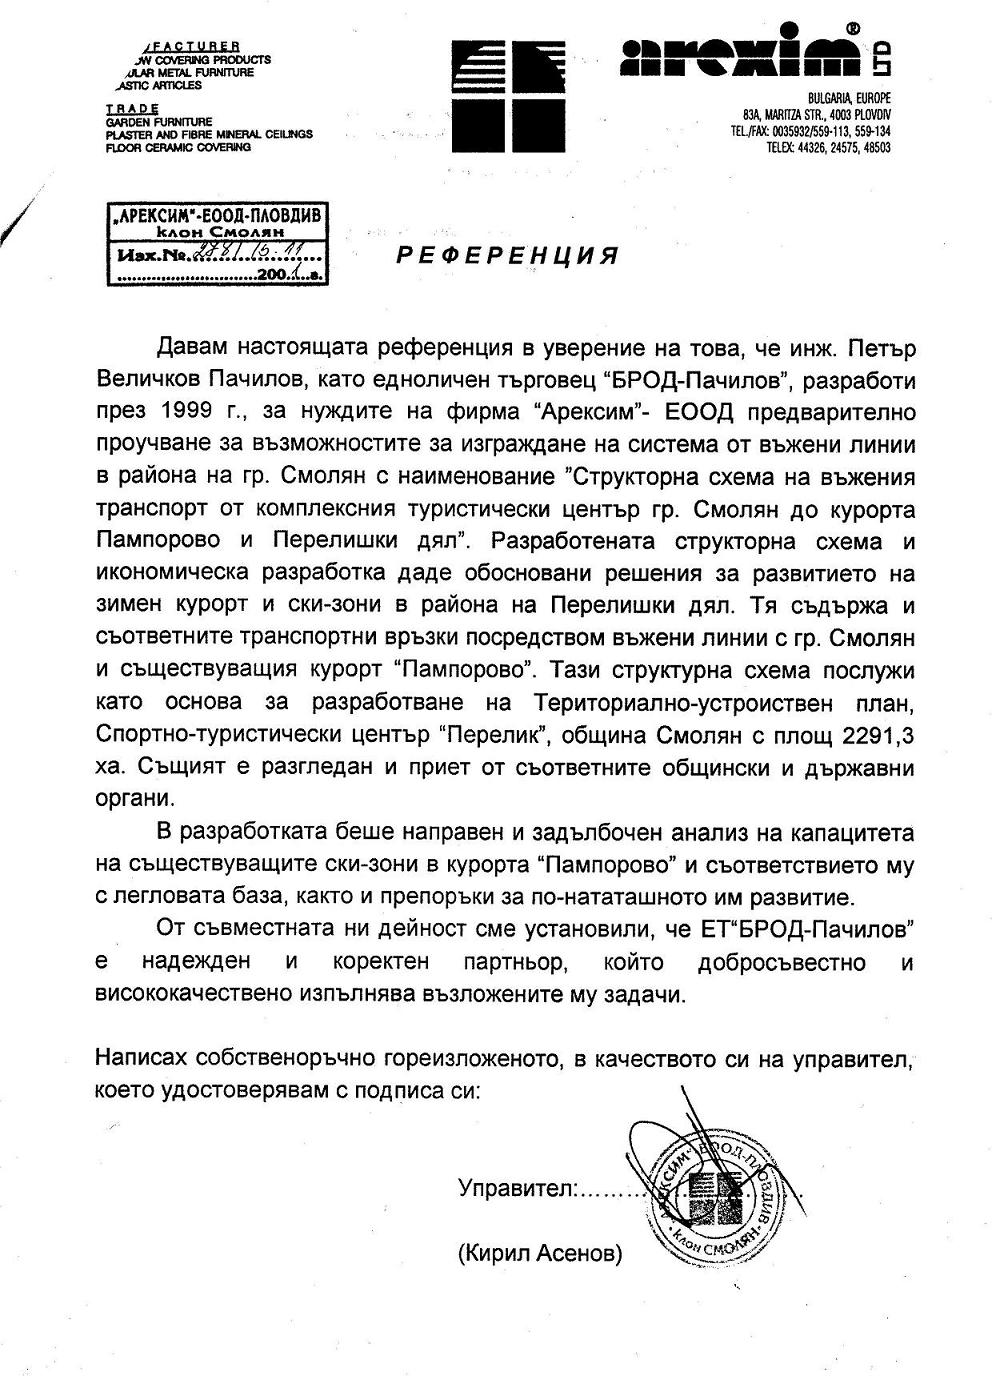 FACTURER
OW COVERING PRODUCTS
ULAR METAL FURNITURE
ASTIC ARTICLES
TRADE
GARDEN FURNITURE
PLASTER AND FIBRE MINERAL CEILINGS
FLOOR CERAMIC COVERING
arexim® LTD
BULGARIA, EUROPE
83A, MARITZA STR., 4003 PLOVDIV
TEL./FAX: 0035932/559-113, 559-134
TELEX: 44326, 24575, 48503
„АРЕКСИМ"-ЕООД-ПЛОВДИВ
клон Смолян
Изх.№ 278/15.11
2001г.
РЕФЕРЕНЦИЯ
Давам настоящата референция в уверение на това, че инж. Петър
Величков Пачилов, като едноличен търговец “БРОД-Пачилов”, разработи
през 1999 г., за нуждите на фирма “Арексим”- ЕООД предварително
проучване за възможностите за изграждане на система от въжени линии
в района на гр. Смолян с наименование ”Структорна схема на въжения
транспорт от комплексния туристически център гр. Смолян до курорта
Пампорово и Перелишки дял”. Разработената структорна схема и
икономическа разработка даде обосновани решения за развитието на
зимен курорт и ски-зони в района на Перелишки дял. Тя съдържа и
съответните транспортни връзки посредством въжени линии с гр. Смолян
и съществуващия курорт “Пампорово”. Тази структурна схема послужи
като основа за разработване на Териториално-устроиствен план,
Спортно-туристически център “Перелик”, община Смолян с площ 2291,3
ха. Същият е разгледан и приет от съответните общински и държавни
органи.
В разработката беше направен и задълбочен анализ на капацитета
на съществуващите ски-зони в курорта “Пампорово” и съответствието му
с легловата база, както и препоръки за по-нататашното им развитие.
От съвместната ни дейност сме установили, че ЕТ“БРОД-Пачилов”
е надежден и коректен партньор, който добросъвестно и
висококачествено изпълнява възложените му задачи.
Написах собственоръчно гореизложеното, в качеството си на управител,
което удостоверявам с подписа си:
Управител:..................
(Кирил Асенов)
"АРЕКСИМ"-ЕООД-ПЛОВДИВ
• клон СМОЛЯН •